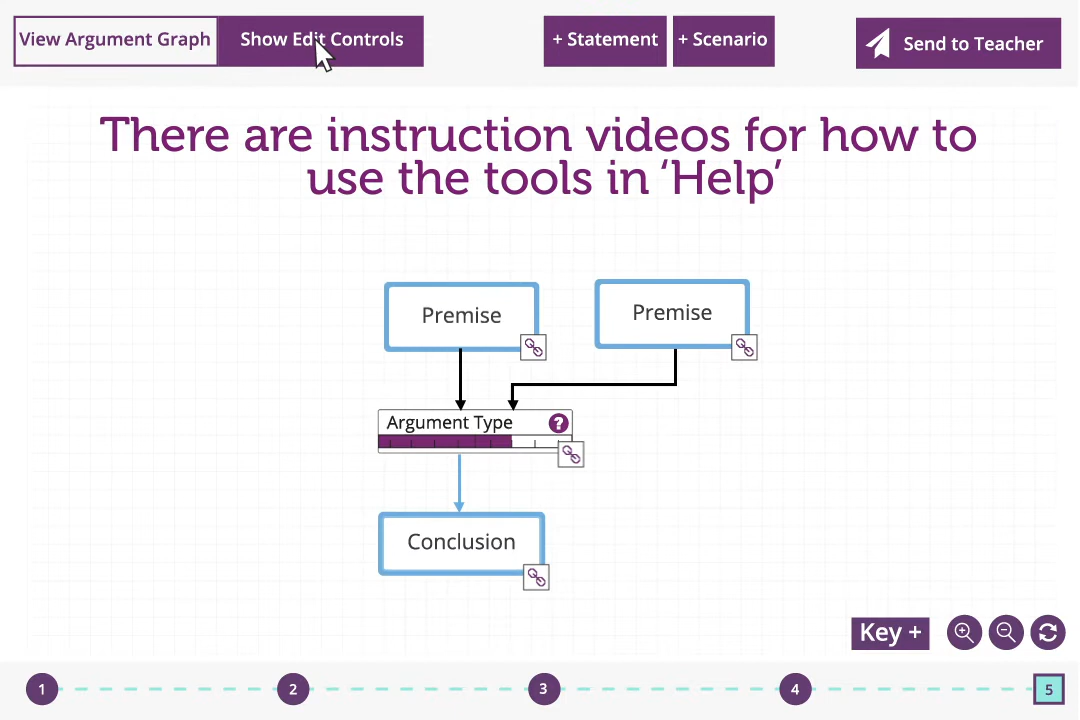 View Argument Graph
Show Edit Controls
+ Statement
+ Scenario
Send to Teacher
There are instruction videos for how to
use the tools in ‘Help’
Premise
Premise
Argument Type
?
Conclusion
Key +
1
2
3
4
5